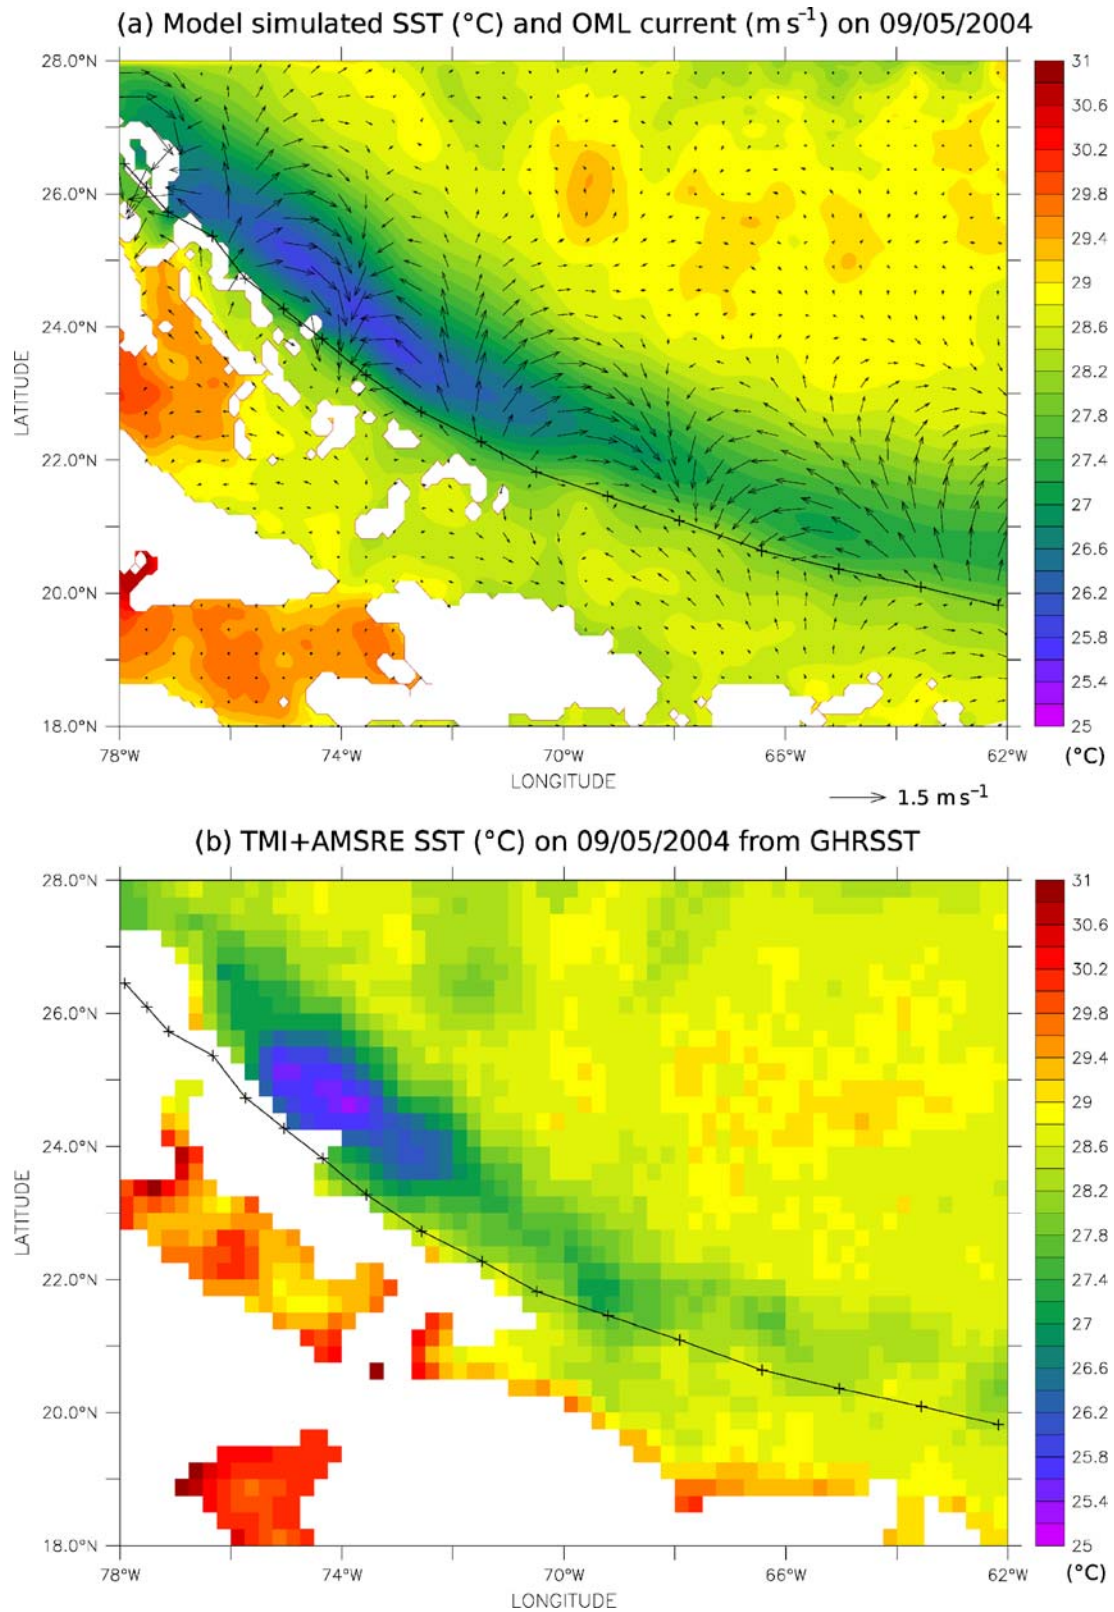 (a) Model simulated SST (°C) and OML current (m s⁻¹) on 09/05/2004
28.0°N
26.0°N
24.0°N
22.0°N
20.0°N
18.0°N
LATITUDE
78°W
74°W
70°W
66°W
62°W
LONGITUDE
31
30.6
30.2
29.8
29.4
29
28.6
28.2
27.8
27.4
27
26.6
26.2
25.8
25.4
25
(°C)
1.5 m s⁻¹
(b) TMI+AMSRE SST (°C) on 09/05/2004 from GHRSST
28.0°N
26.0°N
24.0°N
22.0°N
20.0°N
18.0°N
LATITUDE
78°W
74°W
70°W
66°W
62°W
LONGITUDE
31
30.6
30.2
29.8
29.4
29
28.6
28.2
27.8
27.4
27
26.6
26.2
25.8
25.4
25
(°C)